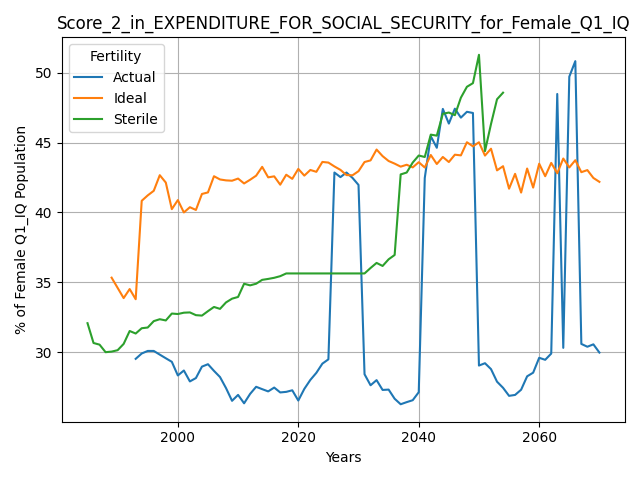 Score_2_in_EXPENDITURE_FOR_SOCIAL_SECURITY_for_Female_Q1_IQ
Fertility
Actual
Ideal
Sterile
% of Female Q1_IQ Population
50
45
40
35
30
2000
2020
2040
2060
Years